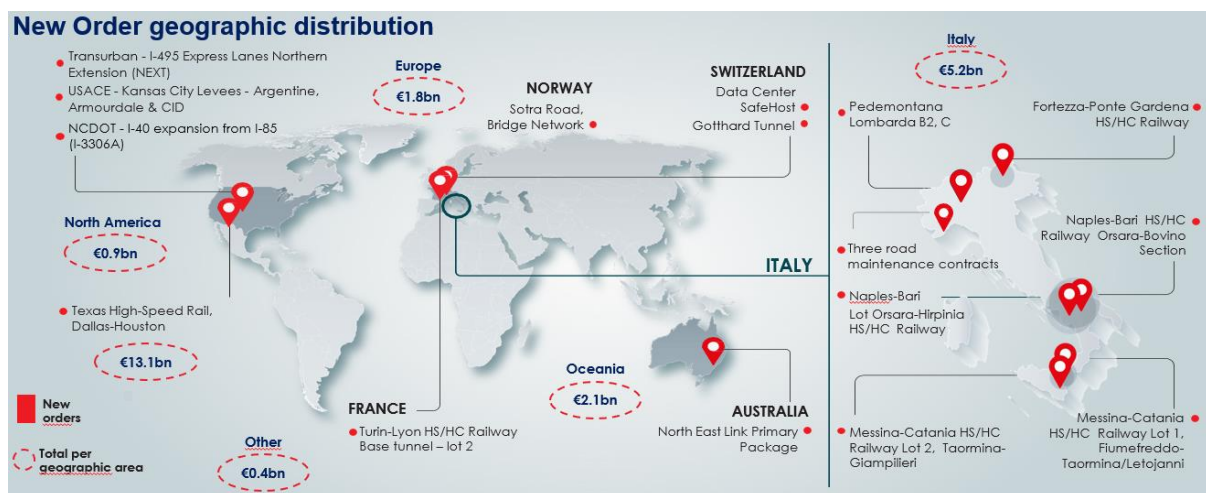 New Order geographic distribution
Transurban - I-495 Express Lanes Northern
Extension (NEXT)
USACE - Kansas City Levees - Argentine,
Armourdale & CID
NCDOT - I-40 expansion from I-85
(I-3306A)
North America
€0.9bn
Texas High-Speed Rail,
Dallas-Houston
€13.1bn
New
orders
Total per
geographic area
Other
€0.4bn
Europe
€1.8bn
NORWAY
Sotra Road,
Bridge Network
SWITZERLAND
Data Center
SafeHost
Gotthard Tunnel
FRANCE
Turin-Lyon HS/HC Railway
Base tunnel – lot 2
Oceania
€2.1bn
AUSTRALIA
North East Link Primary
Package
ITALY
Italy
€5.2bn
Pedemontana
Lombarda B2, C
Fortezza-Ponte Gardena
HS/HC Railway
Three road
maintenance contracts
Naples-Bari HS/HC
Railway Orsara-Bovino
Section
Naples-Bari
Lot Orsara-Hirpinia
HS/HC Railway
Messina-Catania HS/HC
Railway Lot 2, Taormina-
Giampilieri
Messina-Catania
HS/HC Railway Lot 1,
Fiumefreddo-
Taormina/Letojanni